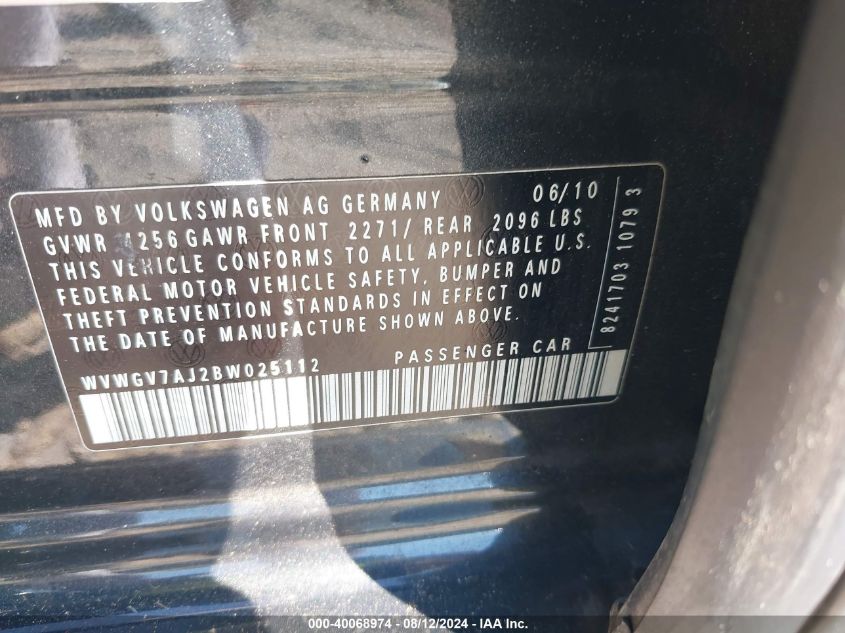 MFD BY VOLKSWAGEN AG GERMANY 06/10
GVWR 4256 GAWR FRONT 2271/ REAR 2096 LBS
THIS VEHICLE CONFORMS TO ALL APPLICABLE U.S.
FEDERAL MOTOR VEHICLE SAFETY, BUMPER AND
THEFT PREVENTION STANDARDS IN EFFECT ON
THE DATE OF MANUFACTURE SHOWN ABOVE.
WVWGV7AJ2BW025112 PASSENGER CAR
8241703 1079 3
000-40068974 - 08/12/2024 - IAA Inc.